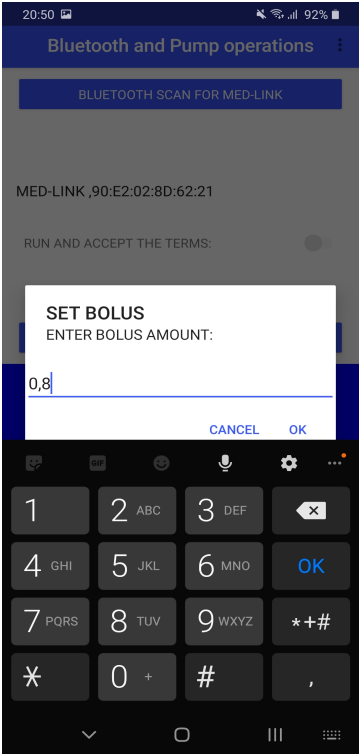 20:50 92%
Bluetooth and Pump operations
BLUETOOTH SCAN FOR MED-LINK
MED-LINK ,90:E2:02:8D:62:21
RUN AND ACCEPT THE TERMS:
SET BOLUS
ENTER BOLUS AMOUNT:
0,8
CANCEL OK
GIF
1 2 ABC 3 DEF
4 GHI 5 JKL 6 MNO OK
7 PQRS 8 TUV 9 WXYZ *+#
* 0 + # ,